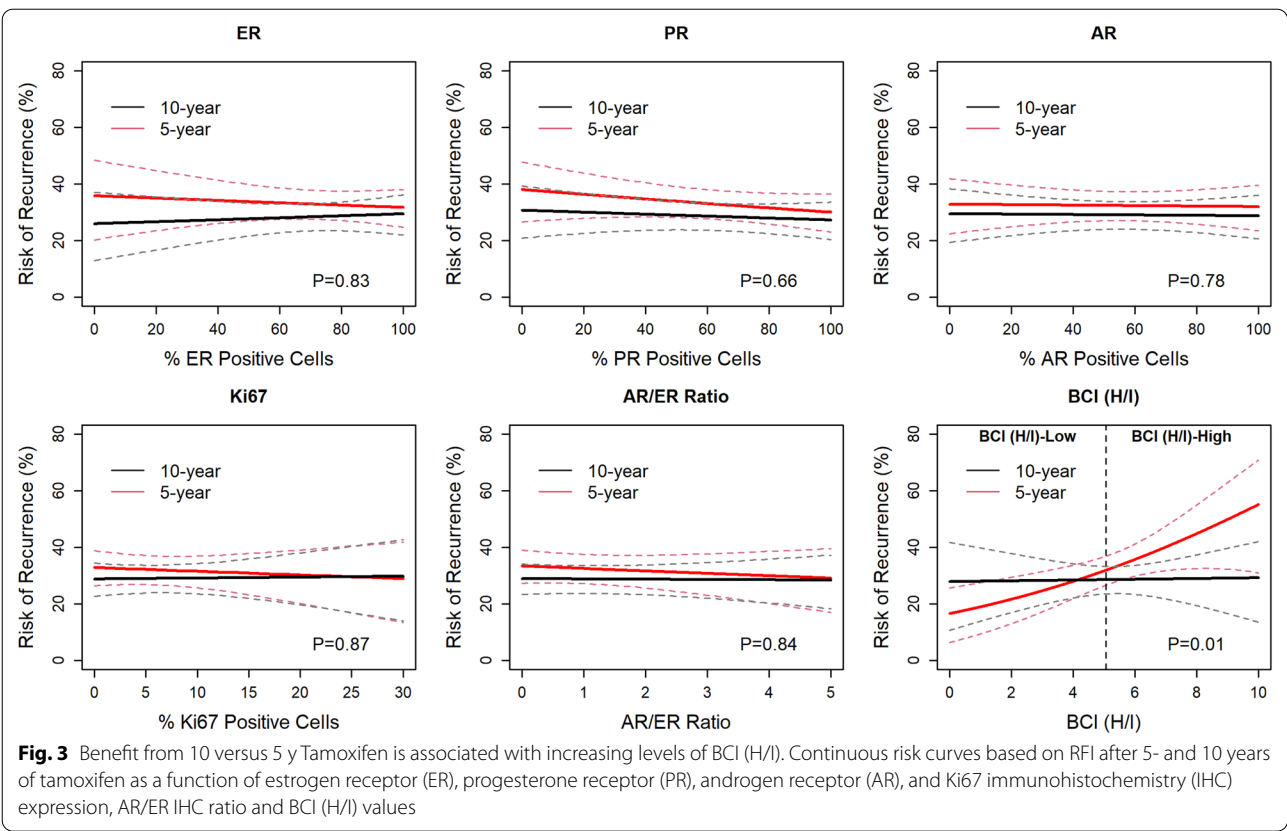 ER
Risk of Recurrence (%)
80
60
40
20
0
10-year
5-year
P=0.83
0 20 40 60 80 100
% ER Positive Cells
PR
Risk of Recurrence (%)
80
60
40
20
0
10-year
5-year
P=0.66
0 20 40 60 80 100
% PR Positive Cells
AR
Risk of Recurrence (%)
80
60
40
20
0
10-year
5-year
P=0.78
0 20 40 60 80 100
% AR Positive Cells
Ki67
Risk of Recurrence (%)
80
60
40
20
0
10-year
5-year
P=0.87
0 5 10 15 20 25 30
% Ki67 Positive Cells
AR/ER Ratio
Risk of Recurrence (%)
80
60
40
20
0
10-year
5-year
P=0.84
0 1 2 3 4 5
AR/ER Ratio
BCI (H/I)
Risk of Recurrence (%)
80
60
40
20
0
BCI (H/I)-Low BCI (H/I)-High
10-year
5-year
P=0.01
0 2 4 6 8 10
BCI (H/I)
Fig. 3 Benefit from 10 versus 5 y Tamoxifen is associated with increasing levels of BCI (H/I). Continuous risk curves based on RFI after 5- and 10 years
of tamoxifen as a function of estrogen receptor (ER), progesterone receptor (PR), androgen receptor (AR), and Ki67 immunohistochemistry (IHC)
expression, AR/ER IHC ratio and BCI (H/I) values